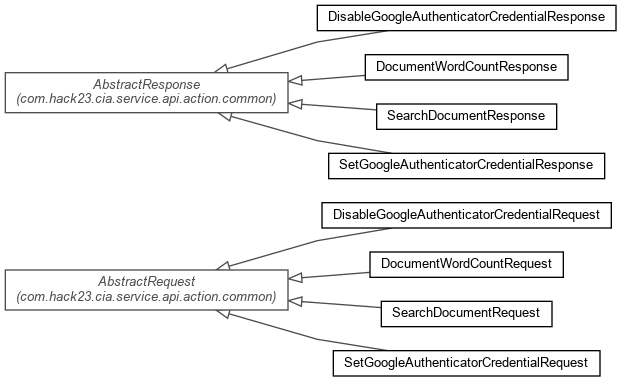 DisableGoogleAuthenticatorCredentialResponse
AbstractResponse
(com.hack23.cia.service.api.action.common)
DocumentWordCountResponse
SearchDocumentResponse
SetGoogleAuthenticatorCredentialResponse
DisableGoogleAuthenticatorCredentialRequest
AbstractRequest
(com.hack23.cia.service.api.action.common)
DocumentWordCountRequest
SearchDocumentRequest
SetGoogleAuthenticatorCredentialRequest